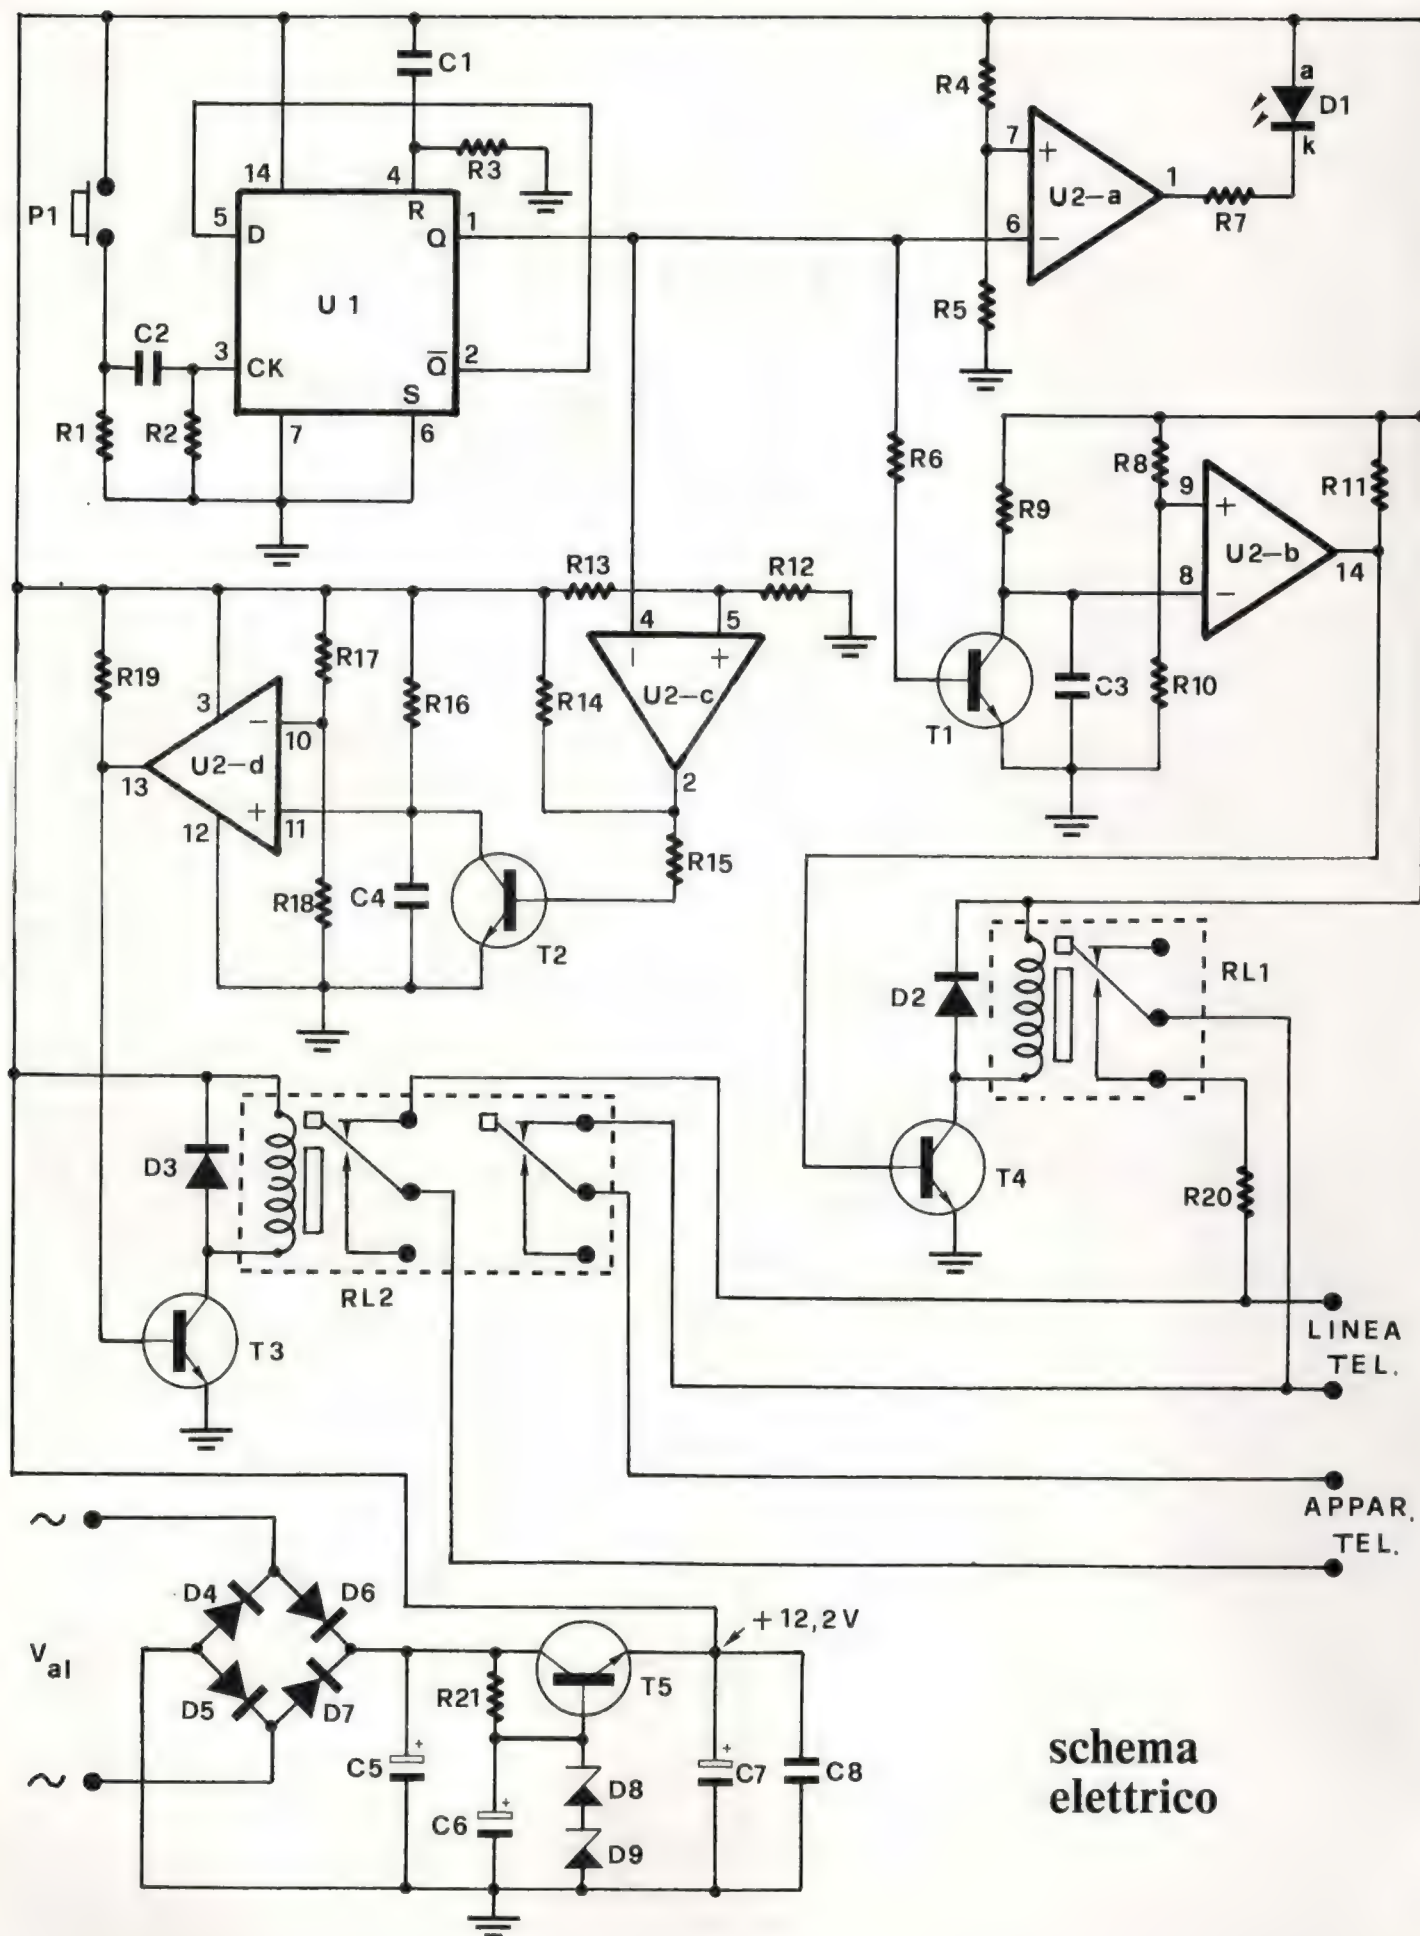 C1
R4
a
D1
k
7
+
R3
14
4
U2-a
1
P1
R
5
D
Q
1
6
−
R7
U 1
R5
C2
3
CK
Q̅
2
S
R1
R2
7
6
R6
R8
9
R11
R9
+
R13
R12
U2-b
14
8
−
4
5
R17
−
+
R19
3
R16
R14
U2-c
C3
R10
−
10
T1
U2-d
2
13
+
12
11
R15
R18
C4
T2
RL1
D2
D3
T4
R20
RL2
LINEA
TEL.
T3
APPAR.
TEL.
~
D4
D6
+12,2 V
Val
R21
T5
D5
D7
schema
elettrico
+
+
~
C5
D8
C7
C8
+
C6
D9